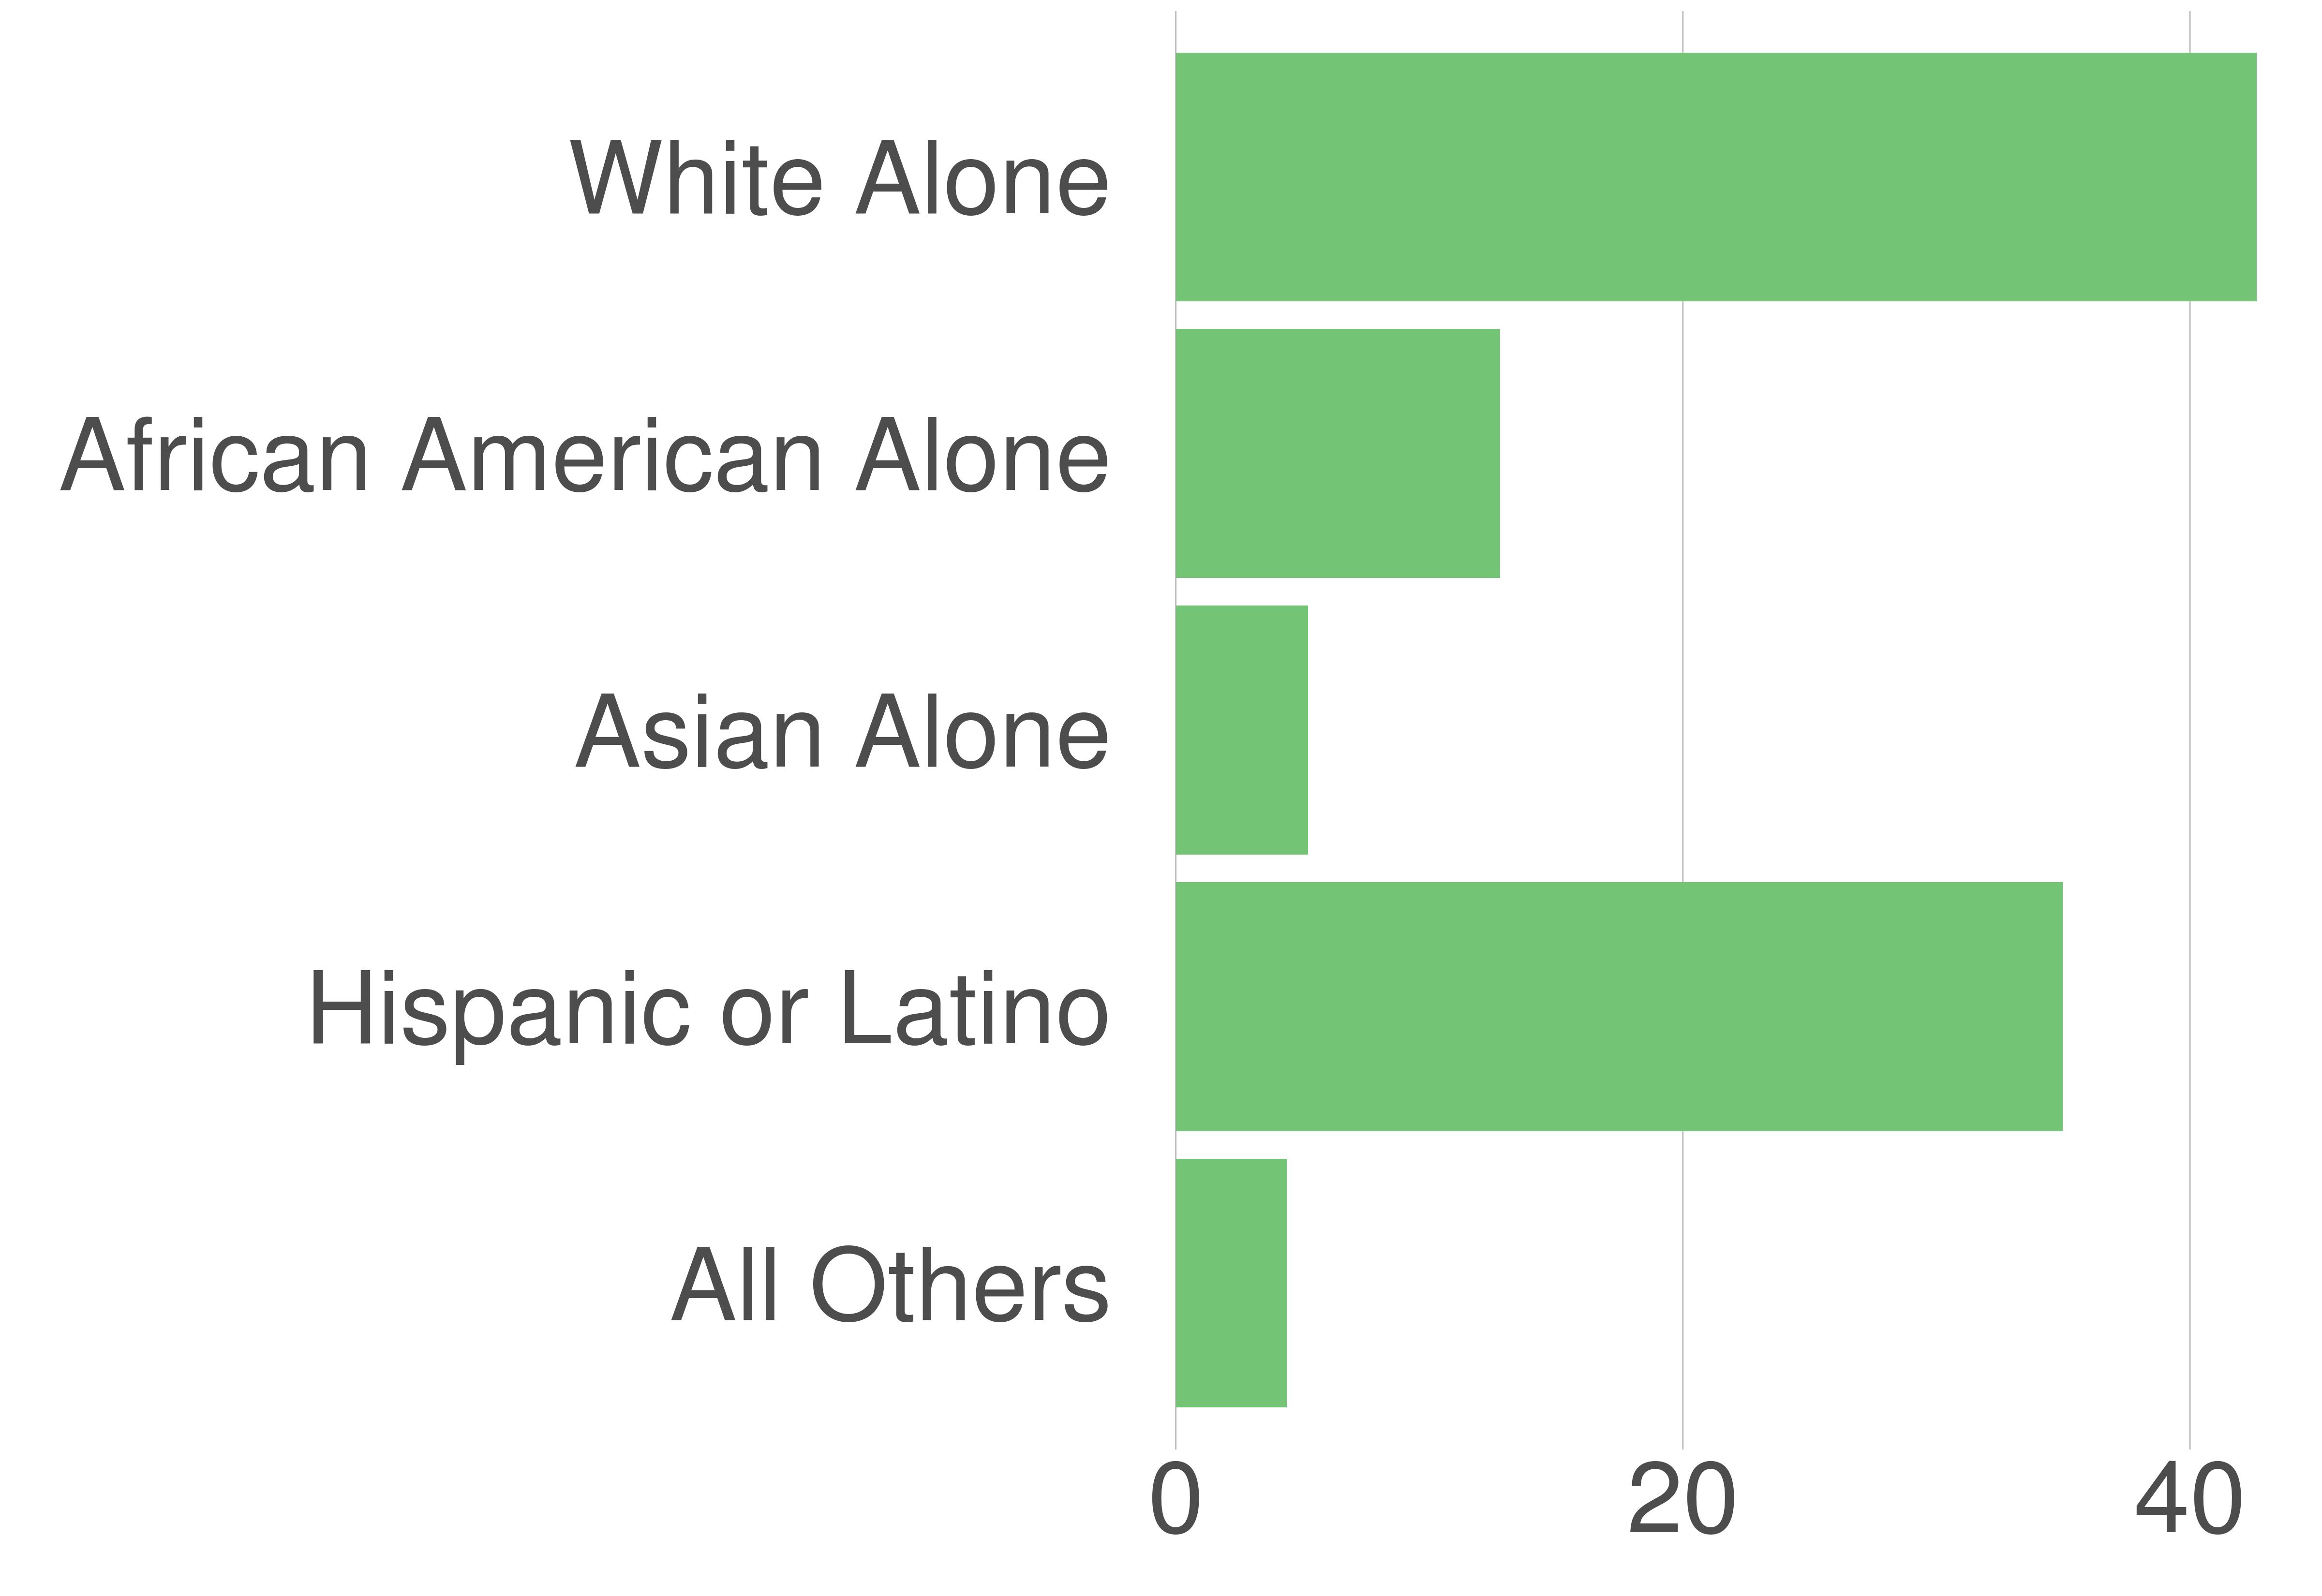 White Alone
African American Alone
Asian Alone
Hispanic or Latino
All Others
0 20 40